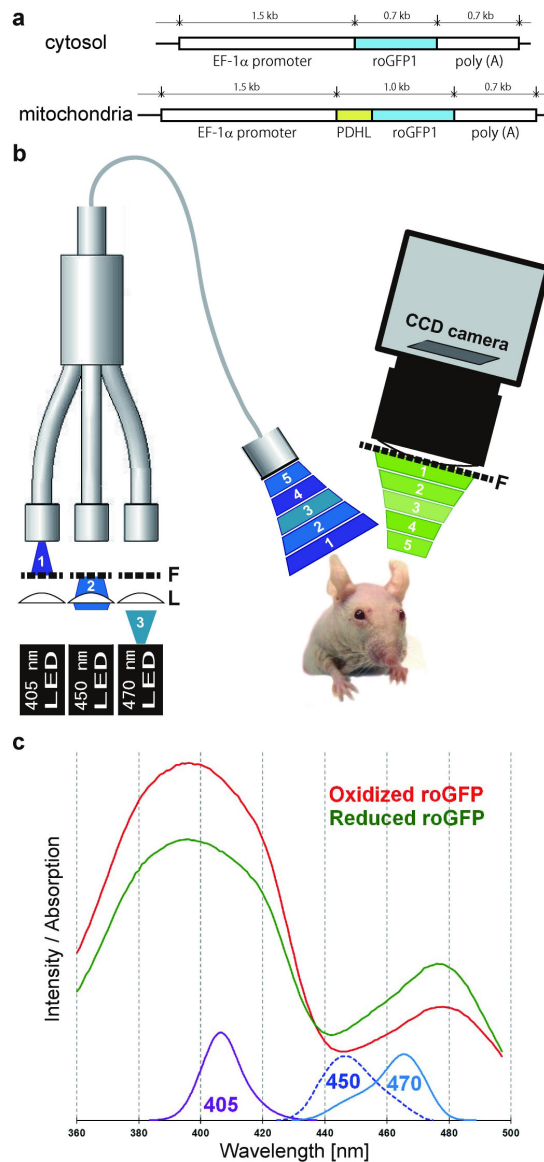 a
1.5 kb 0.7 kb 0.7 kb
cytosol
EF-1α promoter roGFP1 poly (A)
1.5 kb 1.0 kb 0.7 kb
mitochondria
EF-1α promoter PDHL roGFP1 poly (A)
b
CCD camera
F
5
4
3
2
1
1
2
3
4
5
1
F
2
L
3
405 nm LED
450 nm LED
470 nm LED
c
Oxidized roGFP
Reduced roGFP
Intensity / Absorption
405
450
470
360 380 400 420 440 460 480 500
Wavelength [nm]